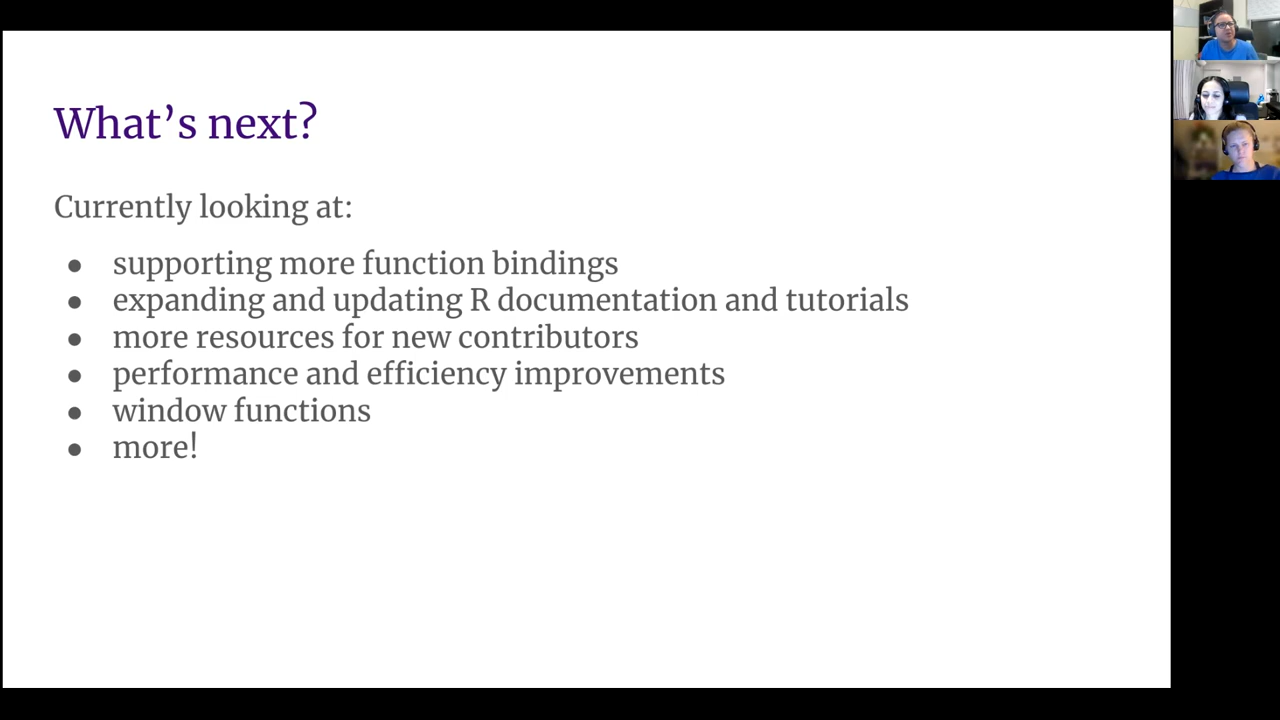 What’s next?
Currently looking at:
● supporting more function bindings
● expanding and updating R documentation and tutorials
● more resources for new contributors
● performance and efficiency improvements
● window functions
● more!